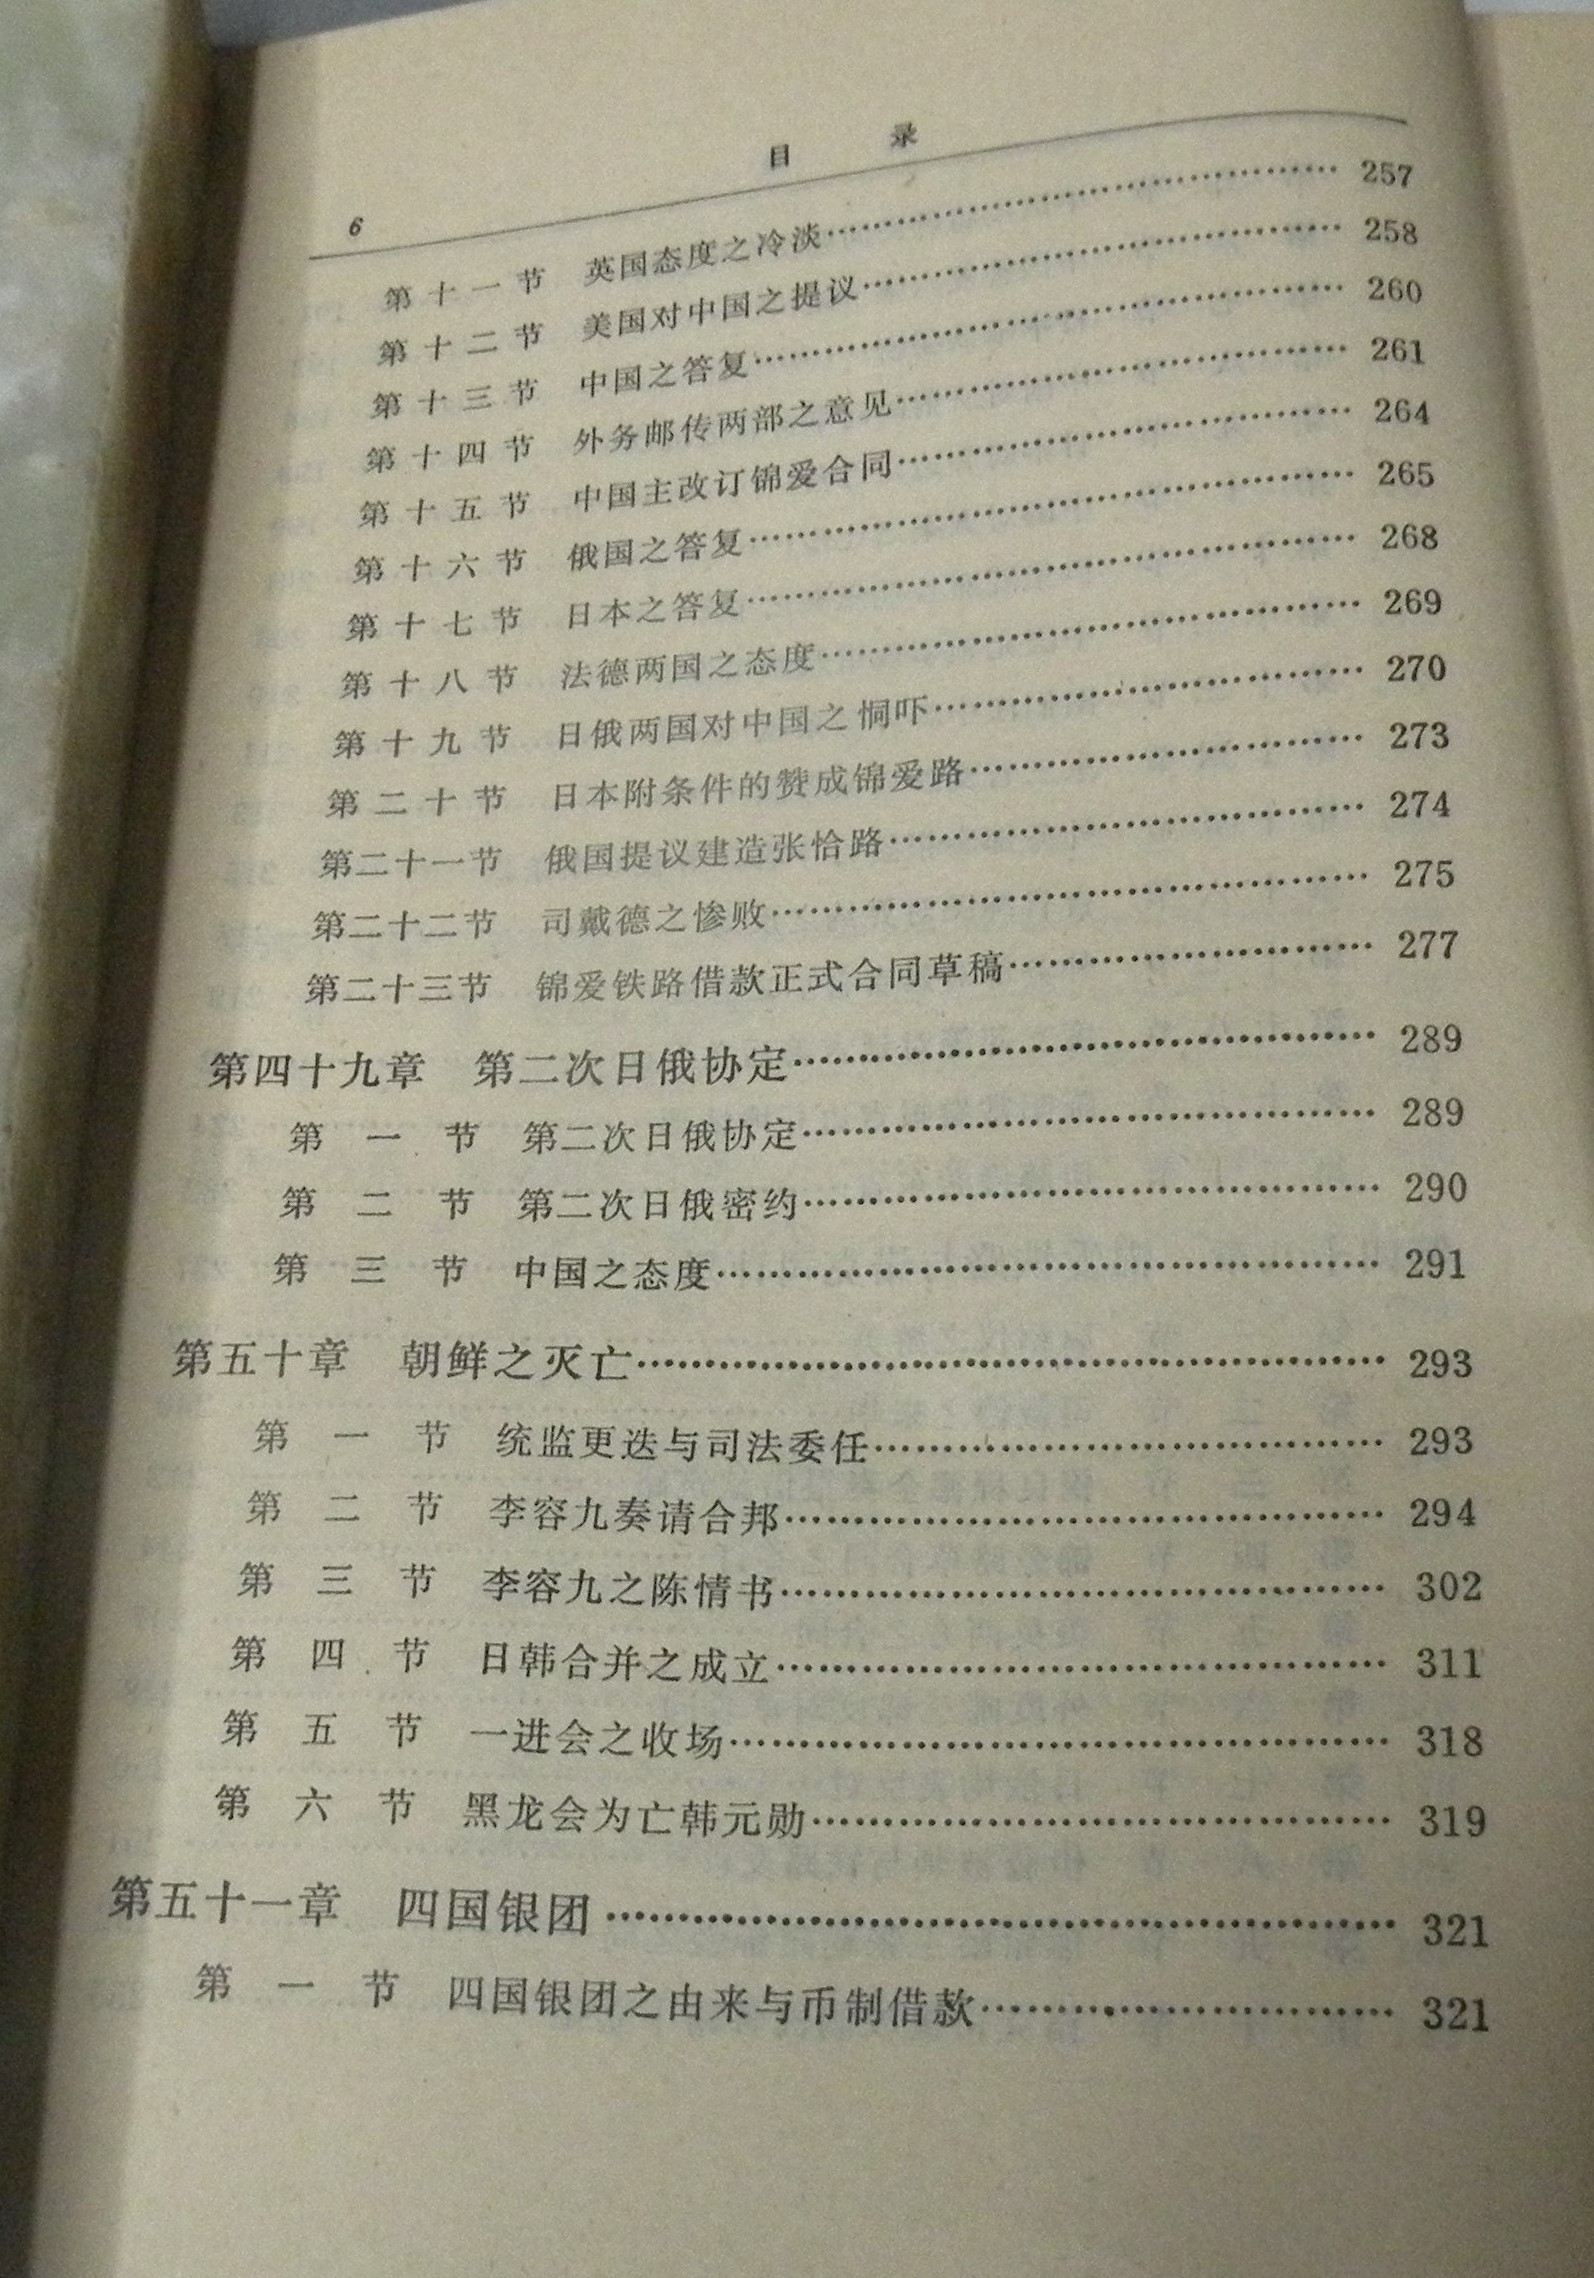 目 录
6
第十一节 英国态度之冷淡…………………………257
第十二节 美国对中国之提议…………………………258
第十三节 中国之答复…………………………260
第十四节 外务邮传两部之意见…………………………261
第十五节 中国主改订锦爱合同…………………………264
第十六节 俄国之答复…………………………265
第十七节 日本之答复…………………………268
第十八节 法德两国之态度…………………………269
第十九节 日俄两国对中国之恫吓…………………………270
第二十节 日本附条件的赞成锦爱路…………………………273
第二十一节 俄国提议建造张恰路…………………………274
第二十二节 司戴德之惨败…………………………275
第二十三节 锦爱铁路借款正式合同草稿…………………………277
第四十九章 第二次日俄协定…………………………289
第一节 第二次日俄协定…………………………289
第二节 第二次日俄密约…………………………290
第三节 中国之态度…………………………291
第五十章 朝鲜之灭亡…………………………293
第一节 统监更迭与司法委任…………………………293
第二节 李容九奏请合邦…………………………294
第三节 李容九之陈情书…………………………302
第四节 日韩合并之成立…………………………311
第五节 一进会之收场…………………………318
第六节 黑龙会为亡韩元勋…………………………319
第五十一章 四国银团…………………………321
第一节 四国银团之由来与币制借款…………………………321